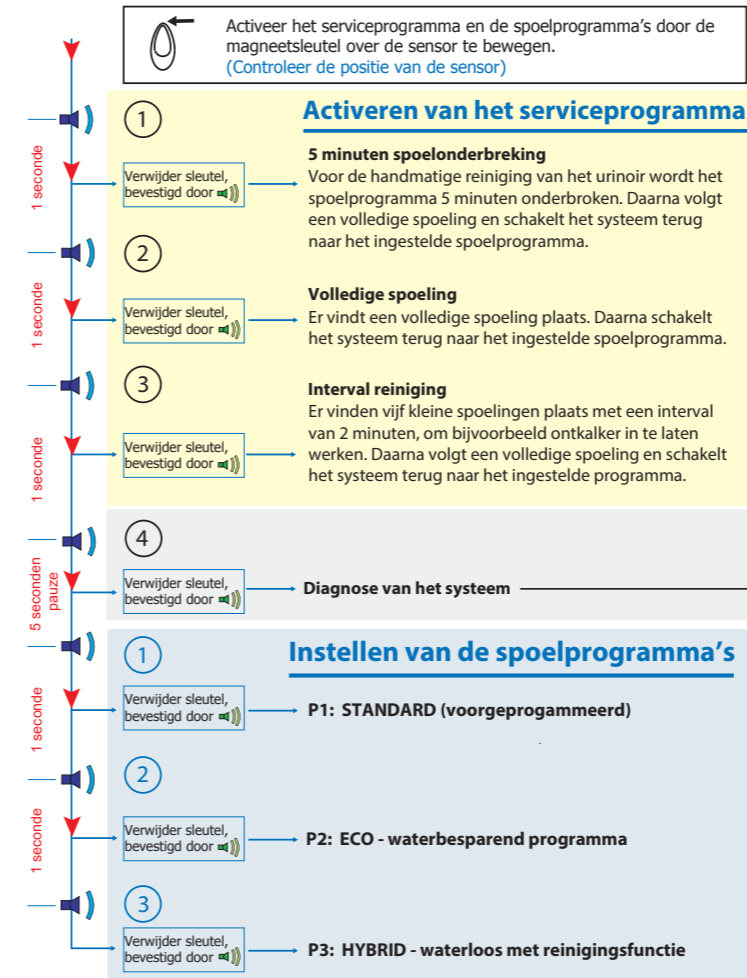 Activeer het serviceprogramma en de spoelprogramma's door de
magneetsleutel over de sensor te bewegen.
(Controleer de positie van de sensor)
1
Activeren van het serviceprogramma
1 seconde
Verwijder sleutel,
bevestigd door
5 minuten spoelonderbreking
Voor de handmatige reiniging van het urinoir wordt het
spoelprogramma 5 minuten onderbroken. Daarna volgt
een volledige spoeling en schakelt het systeem terug
naar het ingestelde spoelprogramma.
2
1 seconde
Verwijder sleutel,
bevestigd door
Volledige spoeling
Er vindt een volledige spoeling plaats. Daarna schakelt
het systeem terug naar het ingestelde spoelprogramma.
3
1 seconde
Verwijder sleutel,
bevestigd door
Interval reiniging
Er vinden vijf kleine spoelingen plaats met een interval
van 2 minuten, om bijvoorbeeld ontkalker in te laten
werken. Daarna volgt een volledige spoeling en schakelt
het systeem terug naar het ingestelde programma.
4
5 seconden
pauze
Verwijder sleutel,
bevestigd door
Diagnose van het systeem
1
Instellen van de spoelprogramma's
1 seconde
Verwijder sleutel,
bevestigd door
P1: STANDARD (voorgeprogammeerd)
2
1 seconde
Verwijder sleutel,
bevestigd door
P2: ECO - waterbesparend programma
3
Verwijder sleutel,
bevestigd door
P3: HYBRID - waterloos met reinigingsfunctie